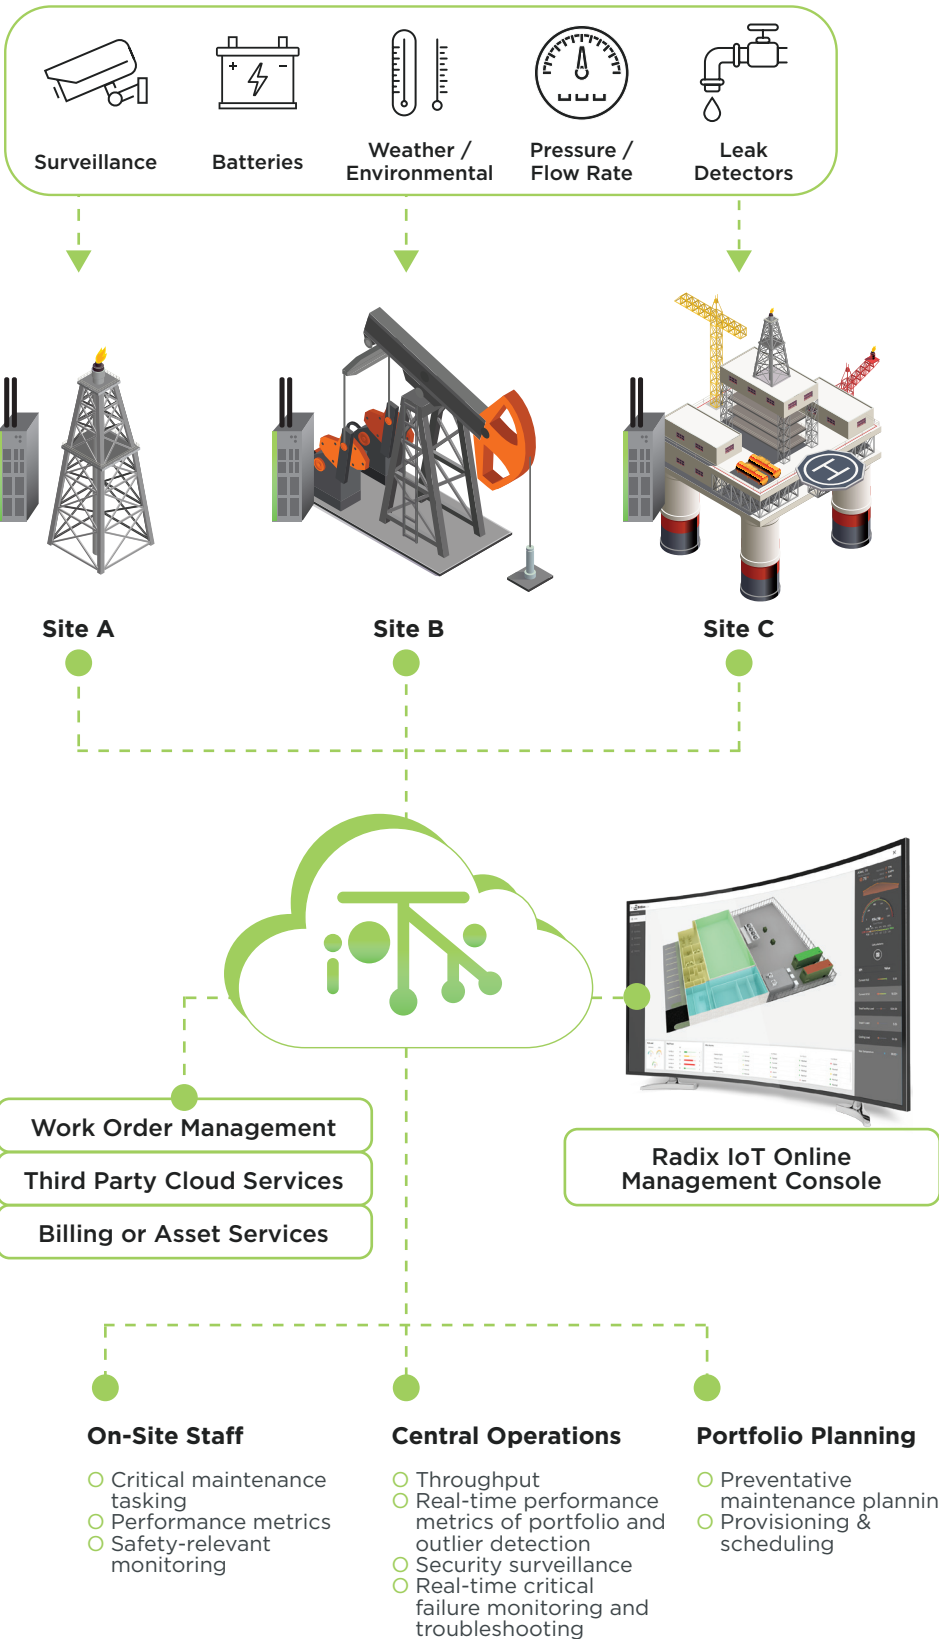 Surveillance
Batteries
Weather /
Environmental
Pressure /
Flow Rate
Leak
Detectors
Site A
Site B
Site C
Work Order Management
Third Party Cloud Services
Billing or Asset Services
Radix IoT Online
Management Console
On-Site Staff
Critical maintenance
tasking
Performance metrics
Safety-relevant
monitoring
Central Operations
Throughput
Real-time performance
metrics of portfolio and
outlier detection
Security surveillance
Real-time critical
failure monitoring and
troubleshooting
Portfolio Planning
Preventative
maintenance plannin
Provisioning &
scheduling